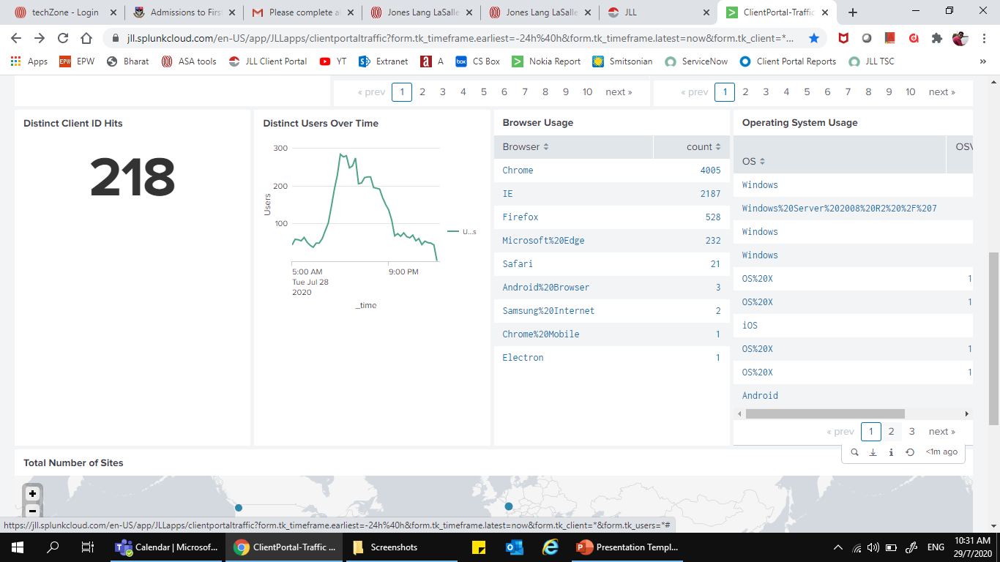 techZone - Login
Admissions to Firs
Please complete a
Jones Lang LaSalle
Jones Lang LaSalle
JLL
ClientPortal-Traffic
jll.splunkcloud.com/en-US/app/JLLapps/clientportaltraffic?form.tk_timeframe.earliest=-24h%40h&form.tk_timeframe.latest=now&form.tk_client=*...
Apps EPW EPW Bharat ASA tools JLL Client Portal YT Extranet a A box CS Box Nokia Report Smitsonian ServiceNow Client Portal Reports JLL TSC »
« prev 1 2 3 4 5 6 7 8 9 10 next »
« prev 1 2 3 4 5 6 7 8 9 10 next »
Distinct Client ID Hits
218
Distinct Users Over Time
300
200
100
Users
U...s
5:00 AM 9:00 PM
Tue Jul 28
2020
_time
Browser Usage
Browser count
Chrome 4005
IE 2187
Firefox 528
Microsoft%20Edge 232
Safari 21
Android%20Browser 3
Samsung%20Internet 2
Chrome%20Mobile 1
Electron 1
Operating System Usage
OS OSV
Windows
Windows%20Server%202008%20R2%20%2F%207
Windows
Windows
OS%20X 1
OS%20X 1
iOS
OS%20X 1
OS%20X 1
Android
« prev 1 2 3 next »
<1m ago
Total Number of Sites
+
−
https://jll.splunkcloud.com/en-US/app/JLLapps/clientportaltraffic?form.tk_timeframe.earliest=-24h%40h&form.tk_timeframe.latest=now&form.tk_client=*&form.tk_users=*#
Calendar | Microsof...
ClientPortal-Traffic ...
Screenshots
Presentation Templ...
ENG
10:31 AM
29/7/2020